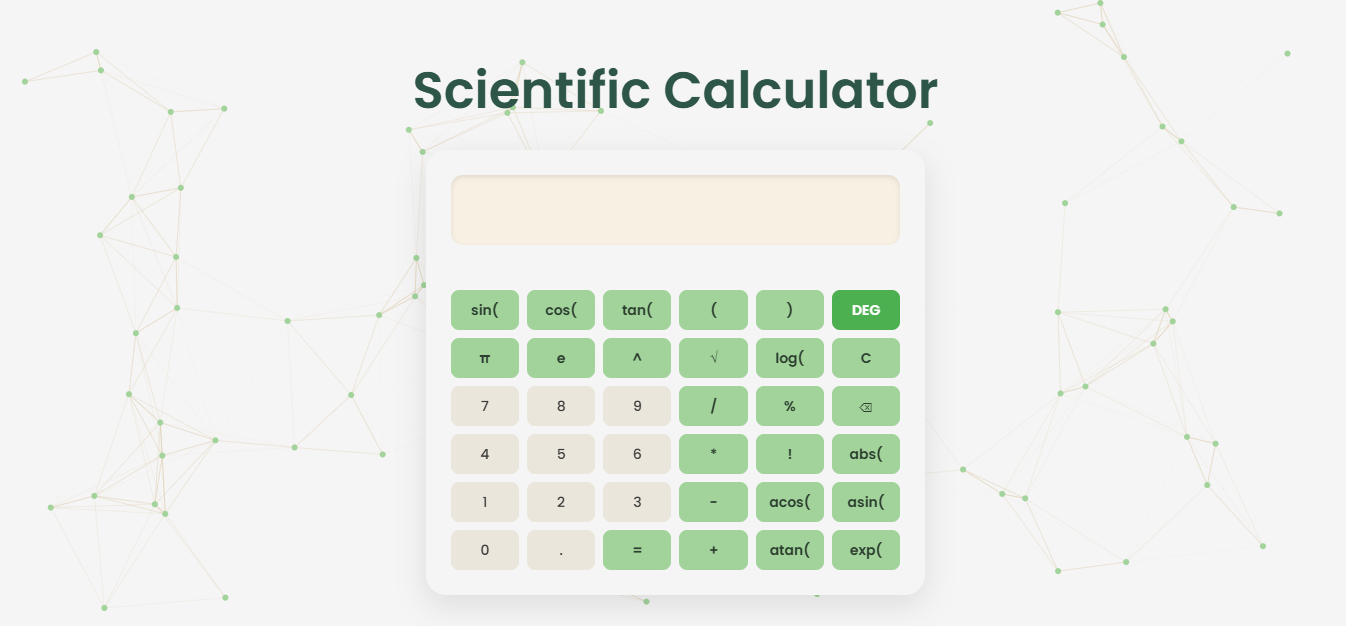 Scientific Calculator
sin( cos( tan( ( ) DEG
π e ^ √ log( C
7 8 9 / % ⌫
4 5 6 * ! abs(
1 2 3 - acos( asin(
0 . = + atan( exp(